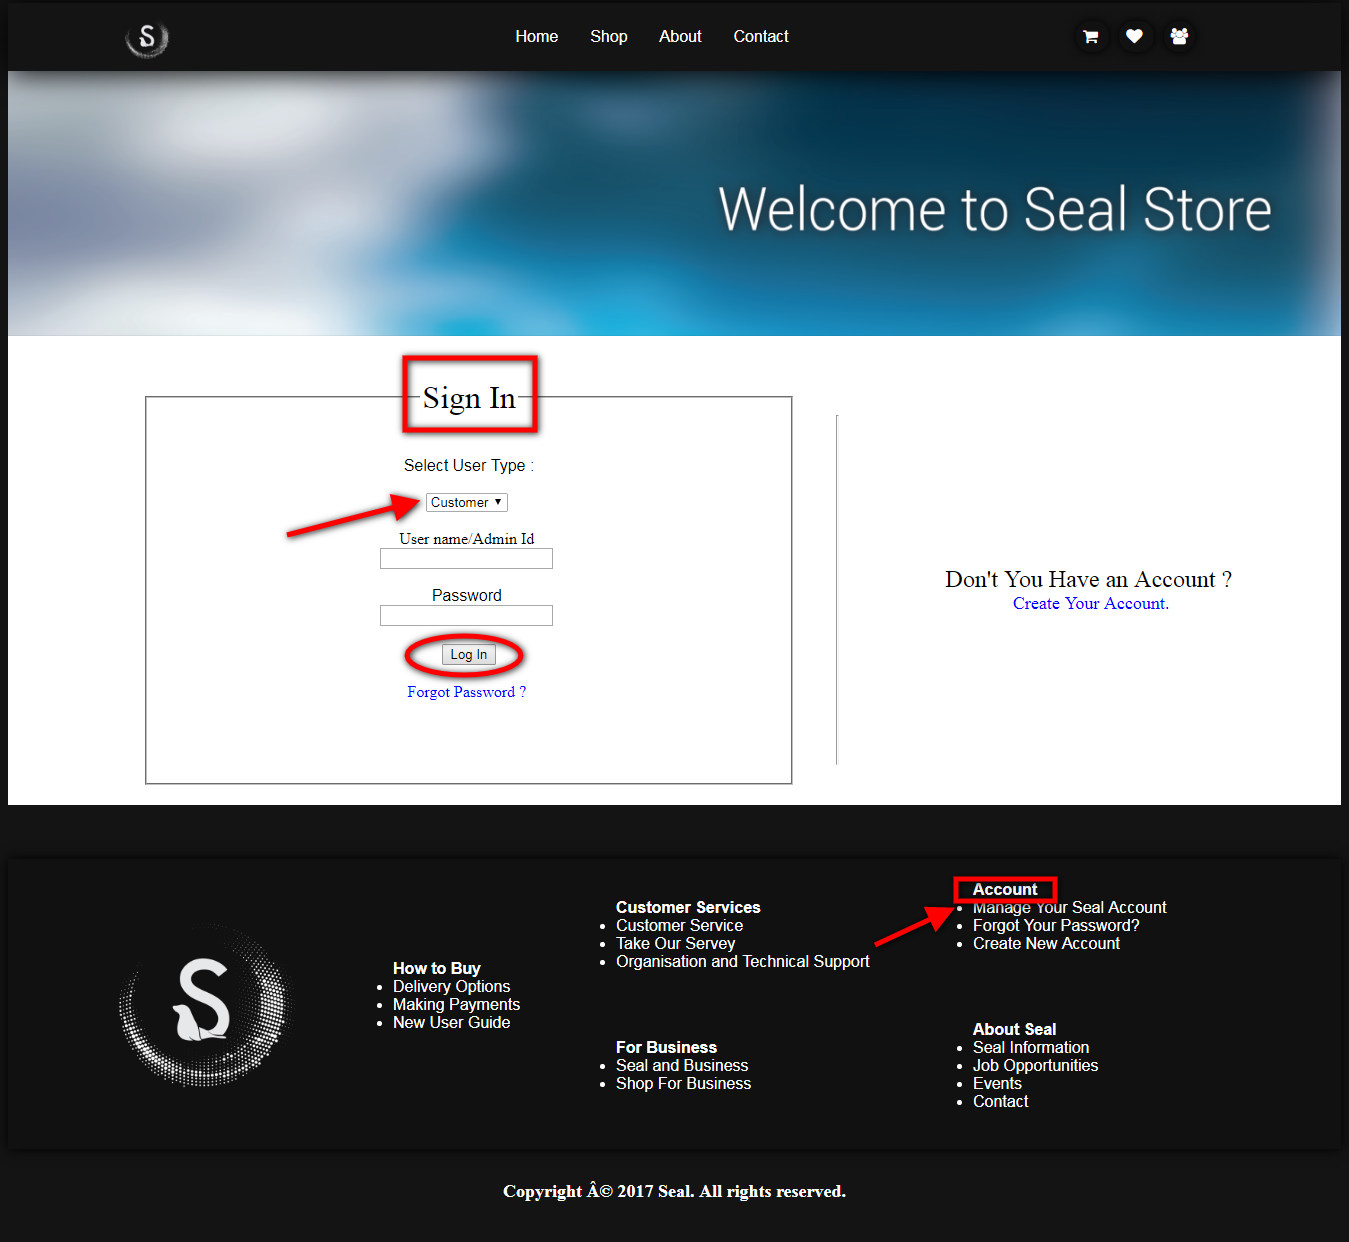 S
Home Shop About Contact
Welcome to Seal Store
Sign In
Select User Type :
Customer
User name/Admin Id
Password
Log In
Forgot Password ?
Don't You Have an Account ?
Create Your Account.
S
How to Buy
Delivery Options
Making Payments
New User Guide
Customer Services
Customer Service
Take Our Servey
Organisation and Technical Support
For Business
Seal and Business
Shop For Business
Account
Manage Your Seal Account
Forgot Your Password?
Create New Account
About Seal
Seal Information
Job Opportunities
Events
Contact
Copyright Â© 2017 Seal. All rights reserved.